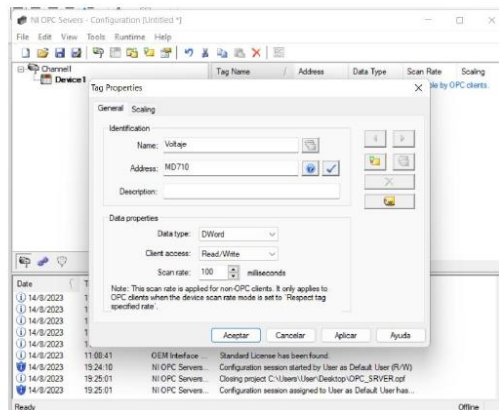 NI OPC Servers - Configuration [Untitled *]
File Edit View Tools Runtime Help
Channel1
Device1
Tag Name / Address Data Type Scan Rate Scaling
ble by OPC clients.
Tag Properties
General Scaling
Identification
Name: Voltaje
Address: MD710
Description:
Data properties
Data type: DWord
Client access: Read/Write
Scan rate: 100 milliseconds
Note: This scan rate is applied for non-OPC clients. It only applies to
OPC clients when the device scan rate mode is set to 'Respect tag
specified rate'.
Aceptar Cancelar Aplicar Ayuda
Date / T
14/8/2023 1
14/8/2023 1
14/8/2023 1
14/8/2023 1
14/8/2023 11:08:41 OEM Interface ... Standard License has been found.
14/8/2023 19:24:10 NI OPC Servers... Configuration session started by User as Default User (R/W)
14/8/2023 19:25:01 NI OPC Servers... Closing project C:\Users\User\Desktop\OPC_SRVER.opf
14/8/2023 19:25:01 NI OPC Servers... Configuration session assigned to User as Default User has...
Ready Offline